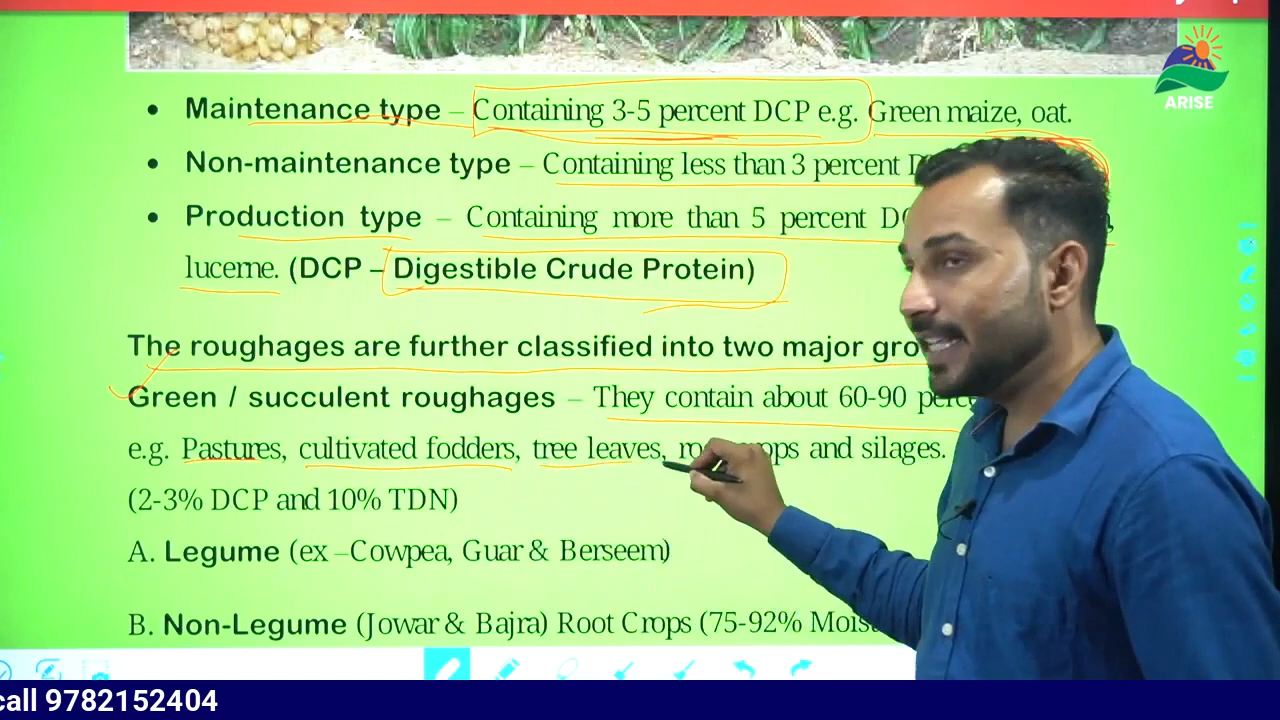 ARISE
• Maintenance type – Containing 3-5 percent DCP e.g. Green maize, oat.
• Non-maintenance type – Containing less than 3 percent
• Production type – Containing more than 5 percent
lucerne. (DCP – Digestible Crude Protein)
The roughages are further classified into two major
Green / succulent roughages – They contain about 60-90
e.g. Pastures, cultivated fodders, tree leaves, and silages.
(2-3% DCP and 10% TDN)
A. Legume (ex –Cowpea, Guar & Berseem)
B. Non-Legume (Jowar & Bajra) Root Crops (75-92%
call 9782152404